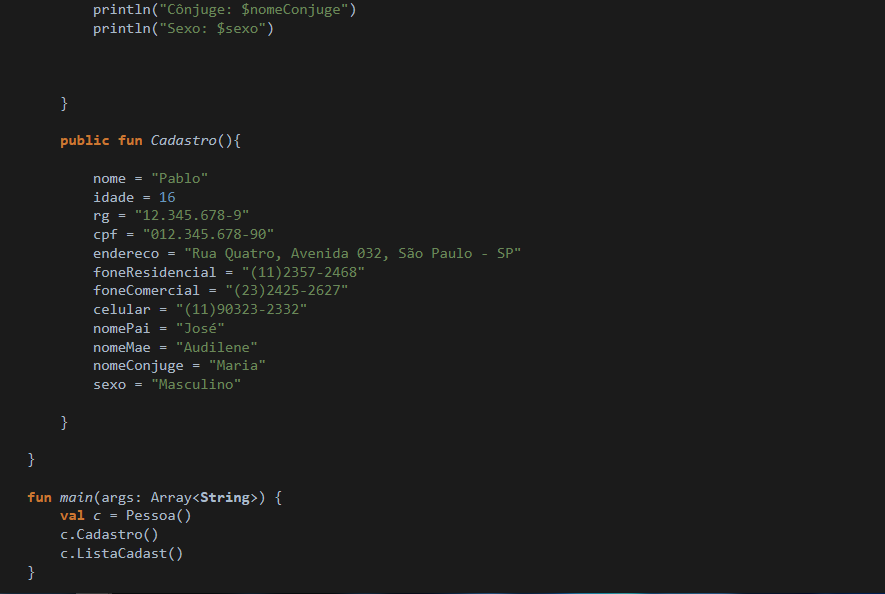 println("Cônjuge: $nomeConjuge")
println("Sexo: $sexo")
}
public fun Cadastro(){
nome = "Pablo"
idade = 16
rg = "12.345.678-9"
cpf = "012.345.678-90"
endereco = "Rua Quatro, Avenida 032, São Paulo - SP"
foneResidencial = "(11)2357-2468"
foneComercial = "(23)2425-2627"
celular = "(11)90323-2332"
nomePai = "José"
nomeMae = "Audilene"
nomeConjuge = "Maria"
sexo = "Masculino"
}
}
fun main(args: Array<String>) {
val c = Pessoa()
c.Cadastro()
c.ListaCadast()
}